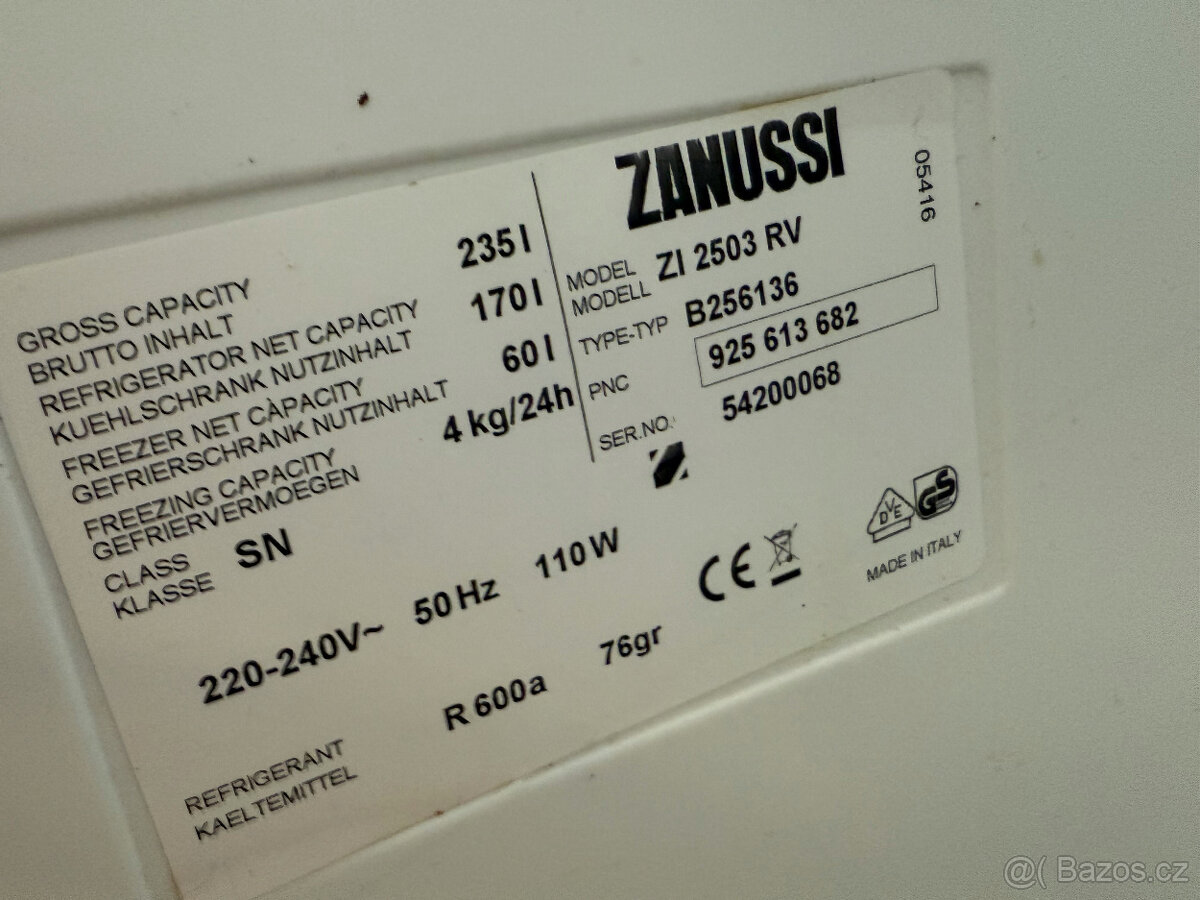 ZANUSSI
05416
GROSS CAPACITY
BRUTTO INHALT
235 l
REFRIGERATOR NET CAPACITY
KUEHLSCHRANK NUTZINHALT
170 l
FREEZER NET CAPACITY
GEFRIERSCHRANK NUTZINHALT
60 l
FREEZING CAPACITY
GEFRIERVERMOEGEN
4 kg/24h
CLASS
KLASSE
SN
MODEL
MODELL
ZI 2503 RV
TYPE-TYP B256136
PNC 925 613 682
SER.NO. 54200068
220-240V~ 50 Hz 110 W
CE
DVE
GS
MADE IN ITALY
REFRIGERANT
KAELTEMITTEL
R 600a 76gr
@( Bazos.cz